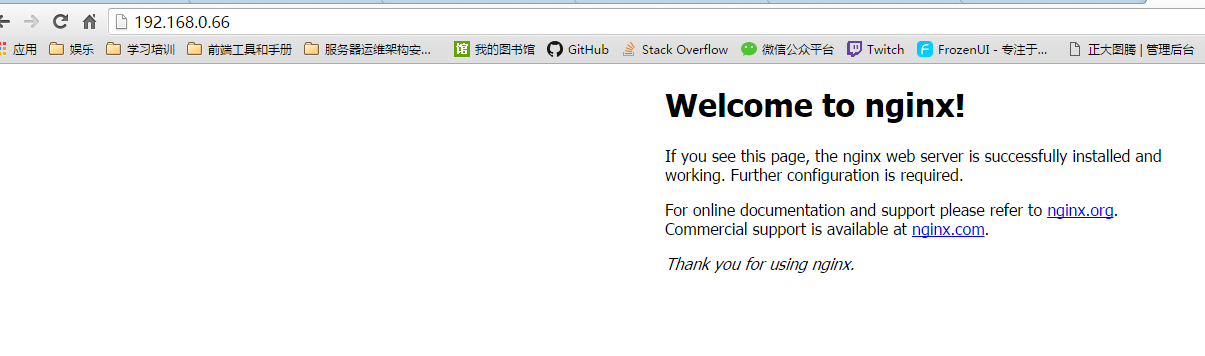 192.168.0.66
应用 娱乐 学习培训 前端工具和手册 服务器运维架构安... 馆 我的图书馆 GitHub Stack Overflow 微信公众平台 Twitch F FrozenUI - 专注于... 正大图腾 | 管理后台
Welcome to nginx!
If you see this page, the nginx web server is successfully installed and
working. Further configuration is required.
For online documentation and support please refer to nginx.org.
Commercial support is available at nginx.com.
Thank you for using nginx.